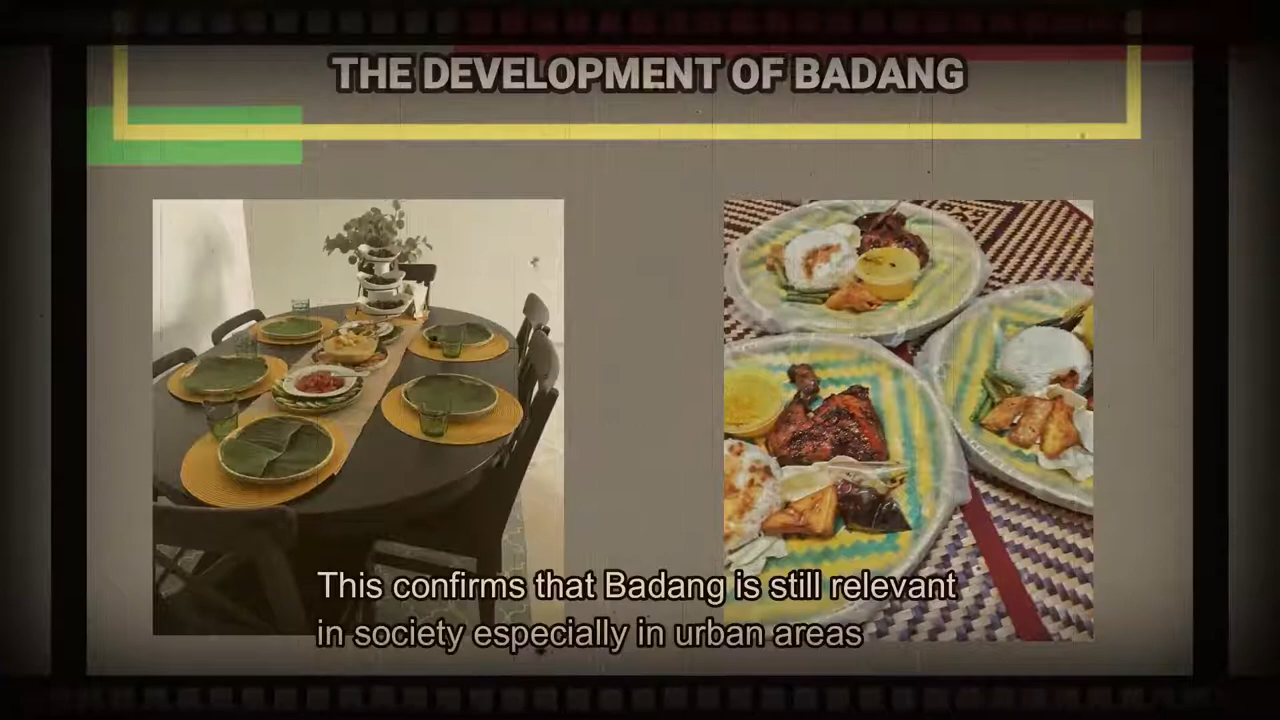 THE DEVELOPMENT OF BADANG
This confirms that Badang is still relevant
in society especially in urban areas